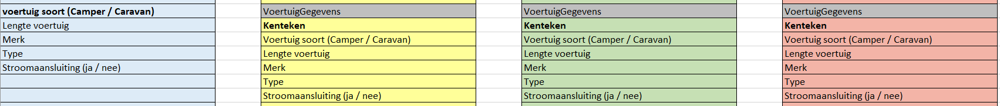 voertuig soort (Camper / Caravan)
Lengte voertuig
Merk
Type
Stroomaansluiting (ja / nee)
VoertuigGegevens
Kenteken
Voertuig soort (Camper / Caravan)
Lengte voertuig
Merk
Type
Stroomaansluiting (ja / nee)
VoertuigGegevens
Kenteken
Voertuig soort (Camper / Caravan)
Lengte voertuig
Merk
Type
Stroomaansluiting (ja / nee)
VoertuigGegevens
Kenteken
Voertuig soort (Camper / Caravan)
Lengte voertuig
Merk
Type
Stroomaansluiting (ja / nee)